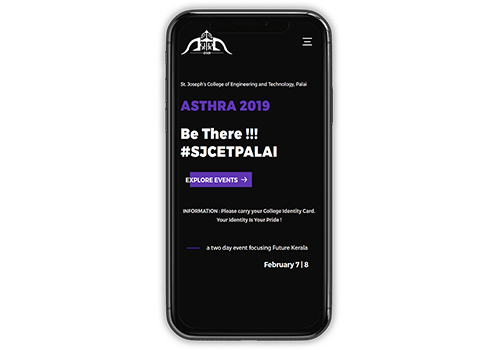 St. Joseph's College of Engineering and Technology, Palai
ASTHRA 2019
Be There !!!
#SJCETPALAI
EXPLORE EVENTS →
INFORMATION : Please carry your College Identity Card.
Your Identity is Your Pride !
a two day event focusing Future Kerala
February 7 | 8